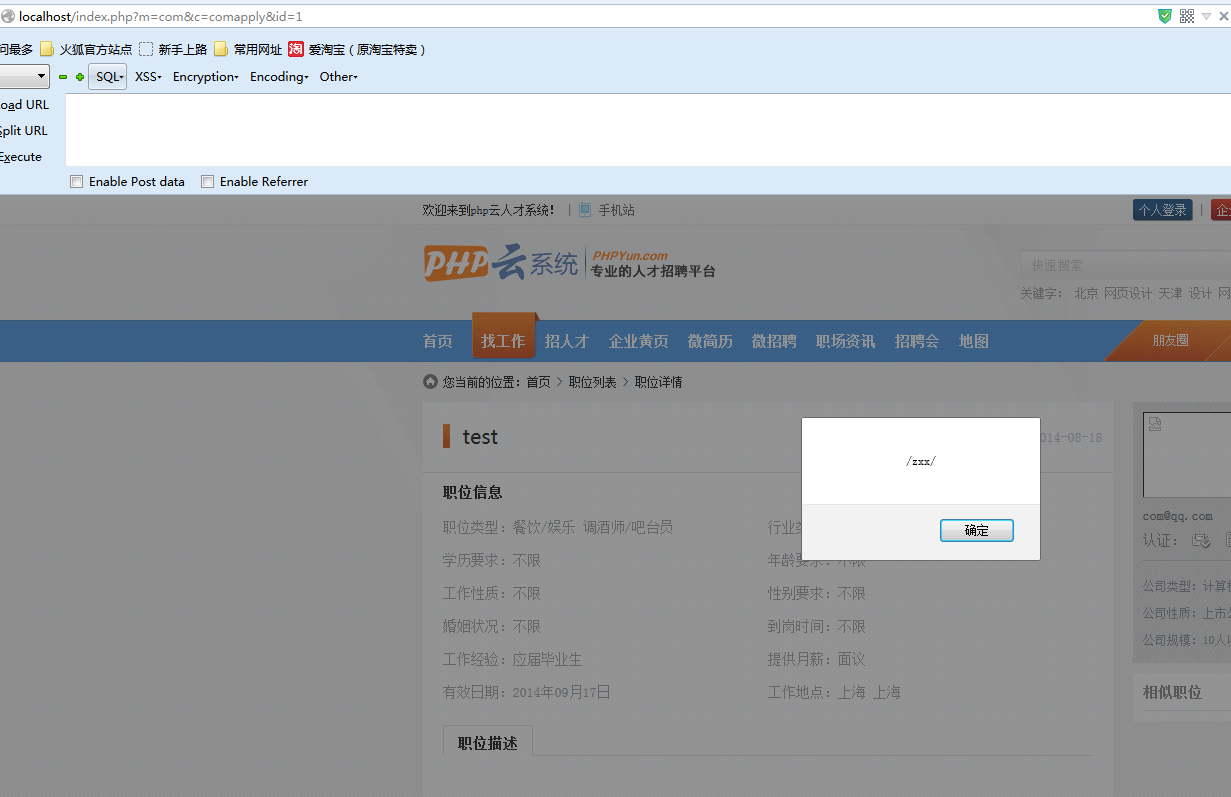 localhost/index.php?m=com&c=comapply&id=1
问最多 火狐官方站点 新手上路 常用网址 淘 爱淘宝（原淘宝特卖）
SQL XSS Encryption Encoding Other
oad URL
Split URL
Execute
Enable Post data Enable Referrer
欢迎来到php云人才系统! | 手机站 个人登录 | 企
PHP云系统 PHPYun.com
专业的人才招聘平台
快速搜索
关键字： 北京 网页设计 天津 设计 网
首页 找工作 招人才 企业黄页 微简历 微招聘 职场资讯 招聘会 地图 朋友圈
您当前的位置：首页 > 职位列表 > 职位详情
test 014-08-18
/zxx/
确定
职位信息
职位类型：餐饮/娱乐 调酒师/吧台员 行业
学历要求：不限 年龄要求：不限
工作性质：不限 性别要求：不限
婚姻状况：不限 到岗时间：不限
工作经验：应届毕业生 提供月薪：面议
有效日期：2014年09月17日 工作地点：上海 上海
职位描述
com@qq.com
认证：
公司类型：计算
公司性质：上市
公司规模：10人
相似职位